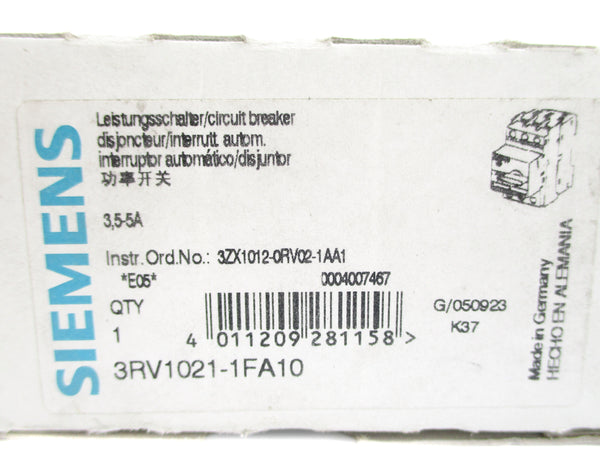 SIEMENS
Leistungsschalter/circuit breaker
disjoncteur/interrutt. autom.
interruptor automático/disjuntor
功率开关
3,5-5A
Instr. Ord.No.: 3ZX1012-0RV02-1AA1
*E05* 0004007467
QTY
1
4 011209 281158 >
G/050923
K37
3RV1021-1FA10
Made in Germany
HECHO EN ALEMANIA